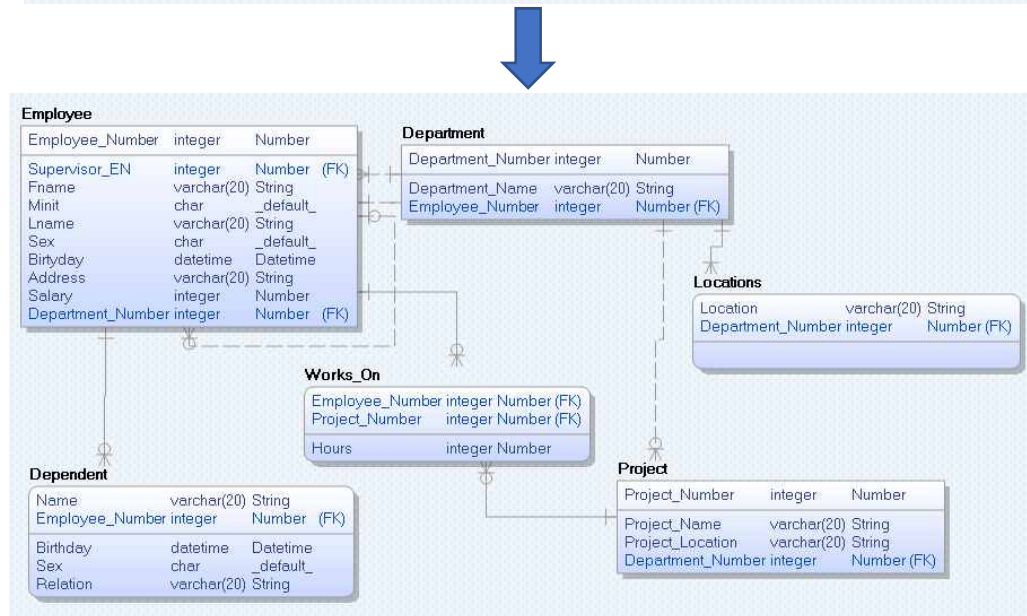 Employee
Employee_Number integer Number
Supervisor_EN integer Number (FK)
Fname varchar(20) String
Minit char _default_
Lname varchar(20) String
Sex char _default_
Birtyday datetime Datetime
Address varchar(20) String
Salary integer Number
Department_Number integer Number (FK)
Department
Department_Number integer Number
Department_Name varchar(20) String
Employee_Number integer Number (FK)
Locations
Location varchar(20) String
Department_Number integer Number (FK)
Works_On
Employee_Number integer Number (FK)
Project_Number integer Number (FK)
Hours integer Number
Dependent
Name varchar(20) String
Employee_Number integer Number (FK)
Birthday datetime Datetime
Sex char _default_
Relation varchar(20) String
Project
Project_Number integer Number
Project_Name varchar(20) String
Project_Location varchar(20) String
Department_Number integer Number (FK)